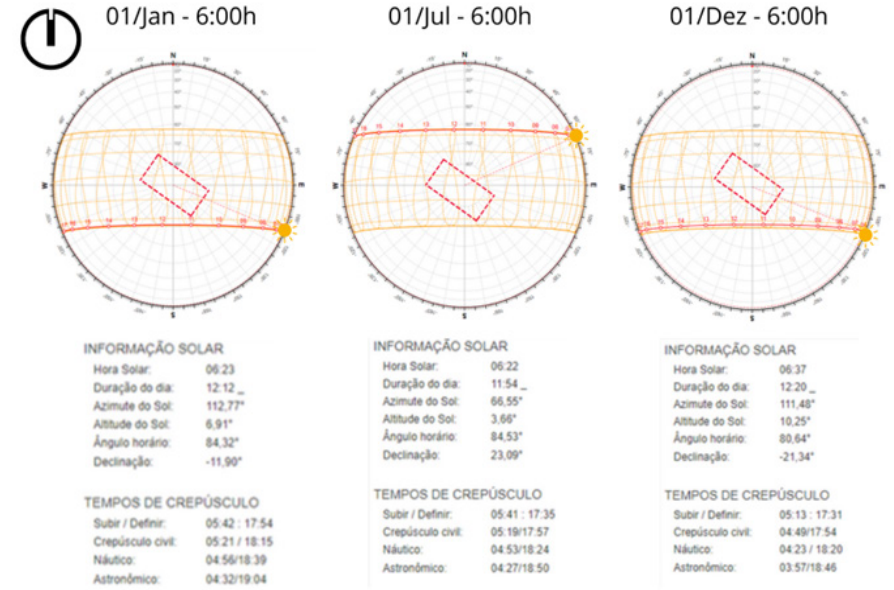 01/Jan - 6:00h
01/Jul - 6:00h
01/Dez - 6:00h
N
N
N
W
E
W
E
W
E
S
S
S
INFORMAÇÃO SOLAR
Hora Solar: 06:23
Duração do dia: 12:12 _
Azimute do Sol: 112,77°
Altitude do Sol: 6,91°
Ângulo horário: 84,32°
Declinação: -11,90°
TEMPOS DE CREPÚSCULO
Subir / Definir: 05:42 : 17:54
Crepúsculo civil: 05:21 / 18:15
Náutico: 04:56/18:39
Astronômico: 04:32/19:04
INFORMAÇÃO SOLAR
Hora Solar: 06:22
Duração do dia: 11:54 _
Azimute do Sol: 66,55°
Altitude do Sol: 3,66°
Ângulo horário: 84,53°
Declinação: 23,09°
TEMPOS DE CREPÚSCULO
Subir / Definir: 05:41 : 17:35
Crepúsculo civil: 05:19/17:57
Náutico: 04:53/18:24
Astronômico: 04:27/18:50
INFORMAÇÃO SOLAR
Hora Solar: 06:37
Duração do dia: 12:20 _
Azimute do Sol: 111,48°
Altitude do Sol: 10,25°
Ângulo horário: 80,64°
Declinação: -21,34°
TEMPOS DE CREPÚSCULO
Subir / Definir: 05:13 : 17:31
Crepúsculo civil: 04:49/17:54
Náutico: 04:23 / 18:20
Astronômico: 03:57/18:46